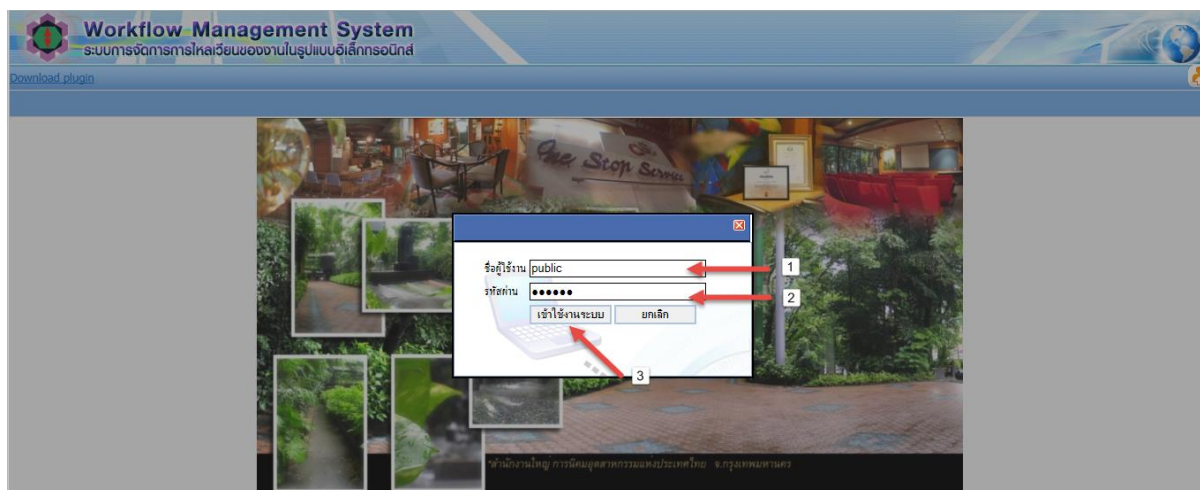 Workflow Management System
ระบบการจัดการการไหลเวียนของงานในรูปแบบอิเล็กทรอนิกส์
Download plugin
One Stop Service
ชื่อผู้ใช้งาน public
1
รหัสผ่าน ●●●●●●
2
เข้าใช้งานระบบ ยกเลิก
3
*สำนักงานใหญ่ การนิคมอุตสาหกรรมแห่งประเทศไทย จ.กรุงเทพมหานคร